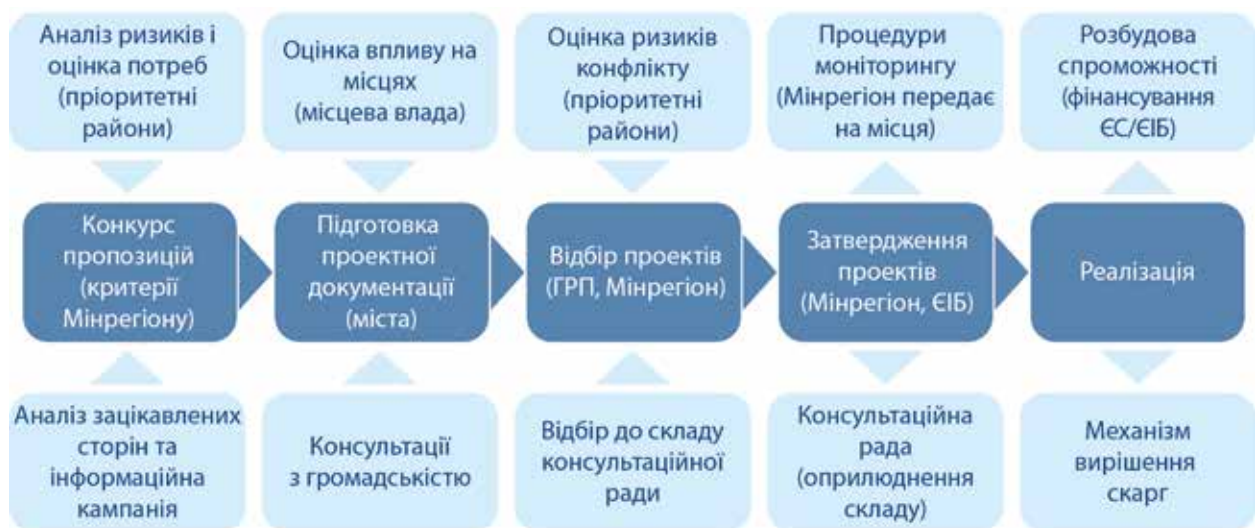 Аналіз ризиків і
оцінка потреб
(пріоритетні
райони)
Оцінка впливу на
місцях
(місцева влада)
Оцінка ризиків
конфлікту
(пріоритетні
райони)
Процедури
моніторингу
(Мінрегіон передає
на місця)
Розбудова
спроможності
(фінансування
ЄС/ЄІБ)
Конкурс
пропозицій
(критерії
Мінрегіону)
Підготовка
проектної
документації
(міста)
Відбір проектів
(ГРП, Мінрегіон)
Затвердження
проектів
(Мінрегіон, ЄІБ)
Реалізація
Аналіз зацікавлених
сторін та
інформаційна
кампанія
Консультації
з громадськістю
Відбір до складу
консультаційної
ради
Консультаційна
рада
(оприлюднення
складу)
Механізм
вирішення
скарг